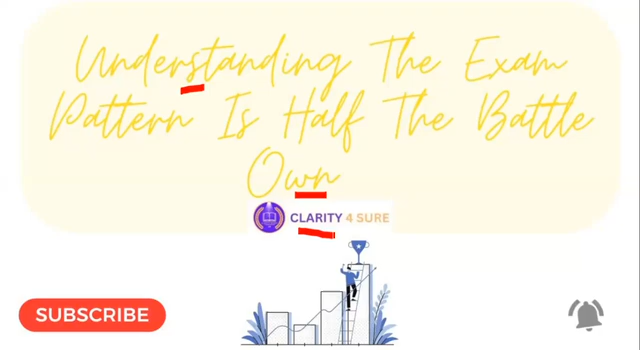 Understanding The Exam
Pattern Is Half The Battle
Own
CLARITY 4 SURE
SUBSCRIBE